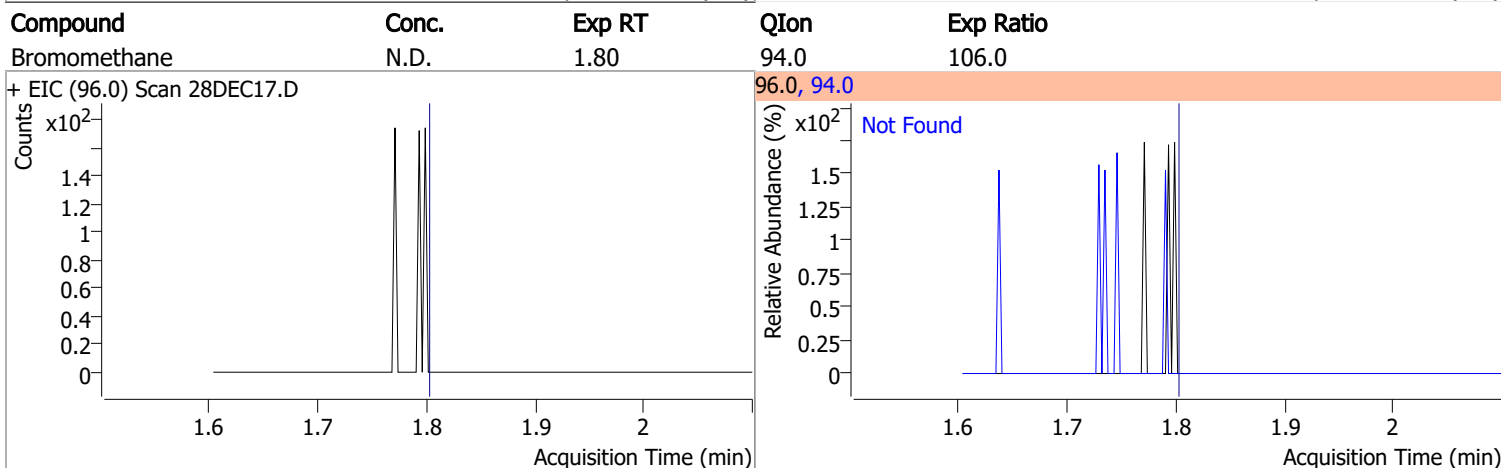 Compound Conc. Exp RT QIon Exp Ratio
Bromomethane N.D. 1.80 94.0 106.0
+ EIC (96.0) Scan 28DEC17.D
Counts
x10²
1.4
1.2
1
0.8
0.6
0.4
0.2
0
1.6 1.7 1.8 1.9 2
Acquisition Time (min)
96.0, 94.0
Relative Abundance (%)
x10²
Not Found
1.5
1.25
1
0.75
0.5
0.25
0
1.6 1.7 1.8 1.9 2
Acquisition Time (min)